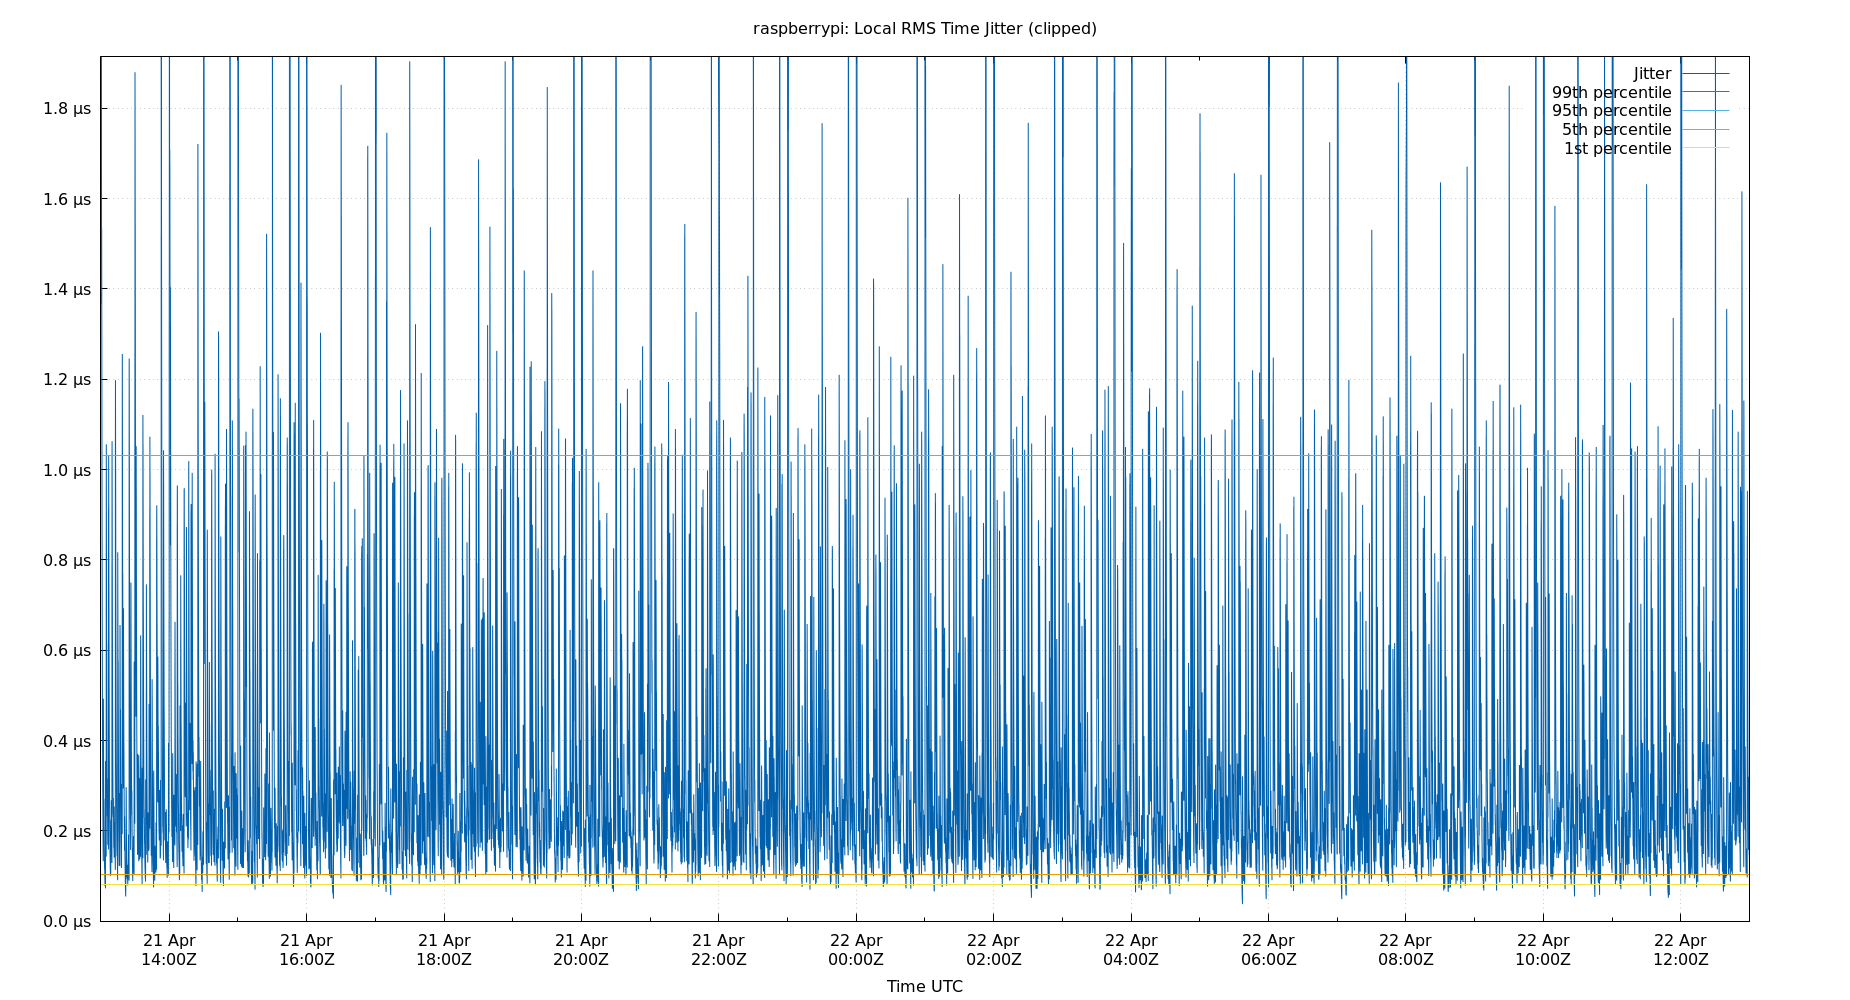 raspberrypi: Local RMS Time Jitter (clipped)
Jitter
99th percentile
95th percentile
5th percentile
1st percentile
1.8 µs
1.6 µs
1.4 µs
1.2 µs
1.0 µs
0.8 µs
0.6 µs
0.4 µs
0.2 µs
0.0 µs
21 Apr 21 Apr 21 Apr 21 Apr 21 Apr 22 Apr 22 Apr 22 Apr 22 Apr 22 Apr 22 Apr 22 Apr
14:00Z 16:00Z 18:00Z 20:00Z 22:00Z 00:00Z 02:00Z 04:00Z 06:00Z 08:00Z 10:00Z 12:00Z
Time UTC